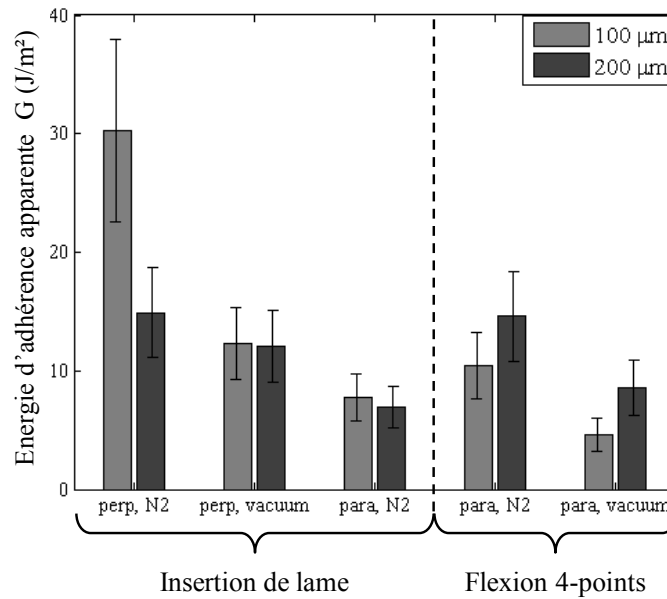 Energie d'adhérence apparente G (J/m²)
40
30
20
10
0
100 μm
200 μm
perp, N2
perp, vacuum
para, N2
para, N2
para, vacuum
Insertion de lame
Flexion 4-points